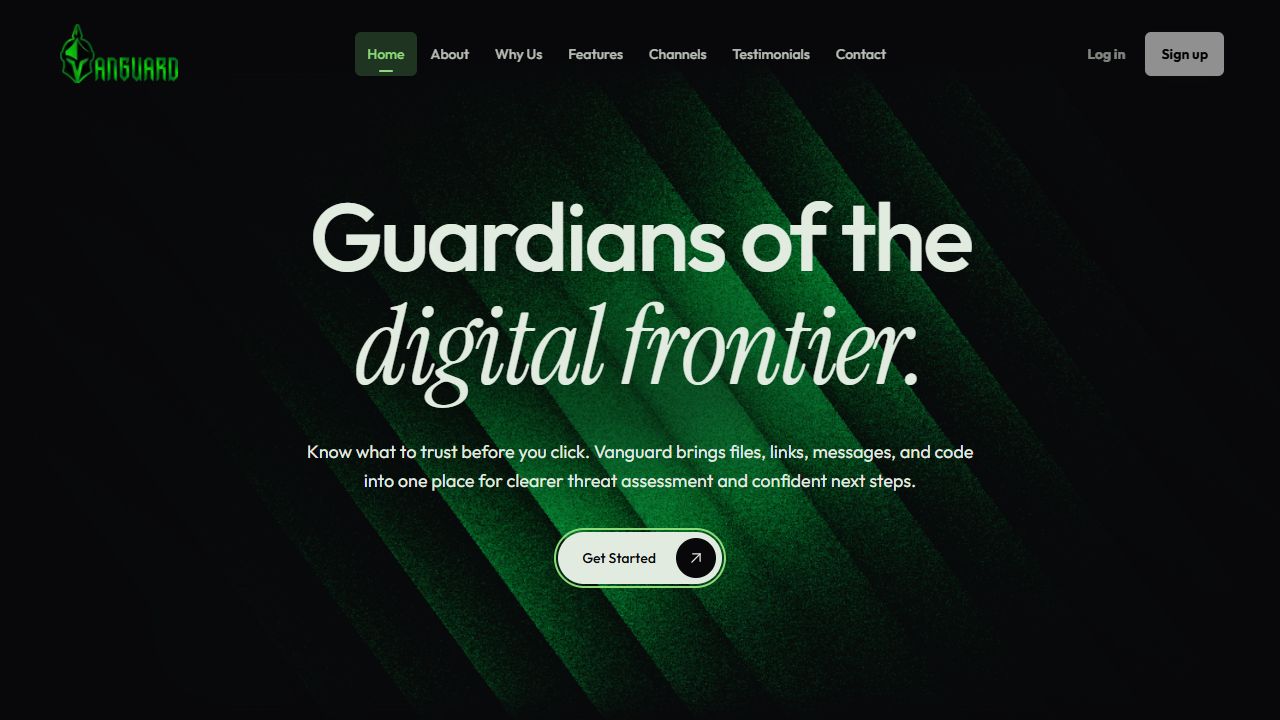 VANGUARD
Home
About
Why Us
Features
Channels
Testimonials
Contact
Log in
Sign up
Guardians of the
digital frontier.
Know what to trust before you click. Vanguard brings files, links, messages, and code
into one place for clearer threat assessment and confident next steps.
Get Started